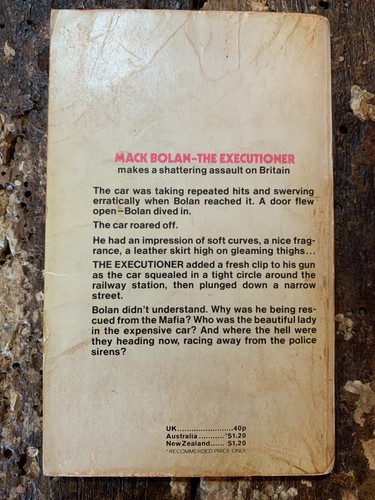 MACK BOLAN–THE EXECUTIONER
makes a shattering assault on Britain
The car was taking repeated hits and swerving
erratically when Bolan reached it. A door flew
open–Bolan dived in.
The car roared off.
He had an impression of soft curves, a nice frag-
rance, a leather skirt high on gleaming thighs...
THE EXECUTIONER added a fresh clip to his gun
as the car squealed in a tight circle around the
railway station, then plunged down a narrow
street.
Bolan didn't understand. Why was he being res-
cued from the Mafia? Who was the beautiful lady
in the expensive car? And where the hell were
they heading now, racing away from the police
sirens?
UK.........................40p
Australia ...........*$1.20
New Zealand...... $1.20
*RECOMMENDED PRICE ONLY